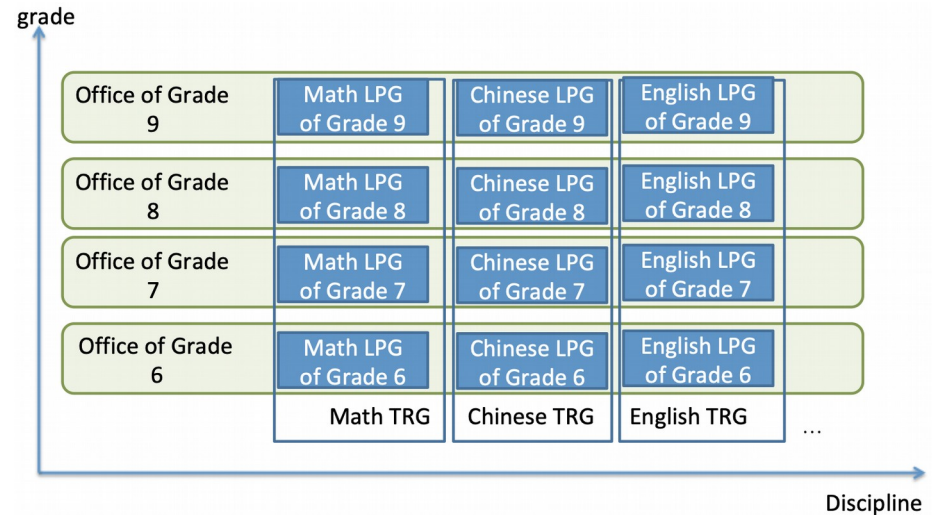 grade
Office of Grade
9
Math LPG
of Grade 9
Chinese LPG
of Grade 9
English LPG
of Grade 9
Office of Grade
8
Math LPG
of Grade 8
Chinese LPG
of Grade 8
English LPG
of Grade 8
Office of Grade
7
Math LPG
of Grade 7
Chinese LPG
of Grade 7
English LPG
of Grade 7
Office of Grade
6
Math LPG
of Grade 6
Chinese LPG
of Grade 6
English LPG
of Grade 6
Math TRG
Chinese TRG
English TRG
...
Discipline